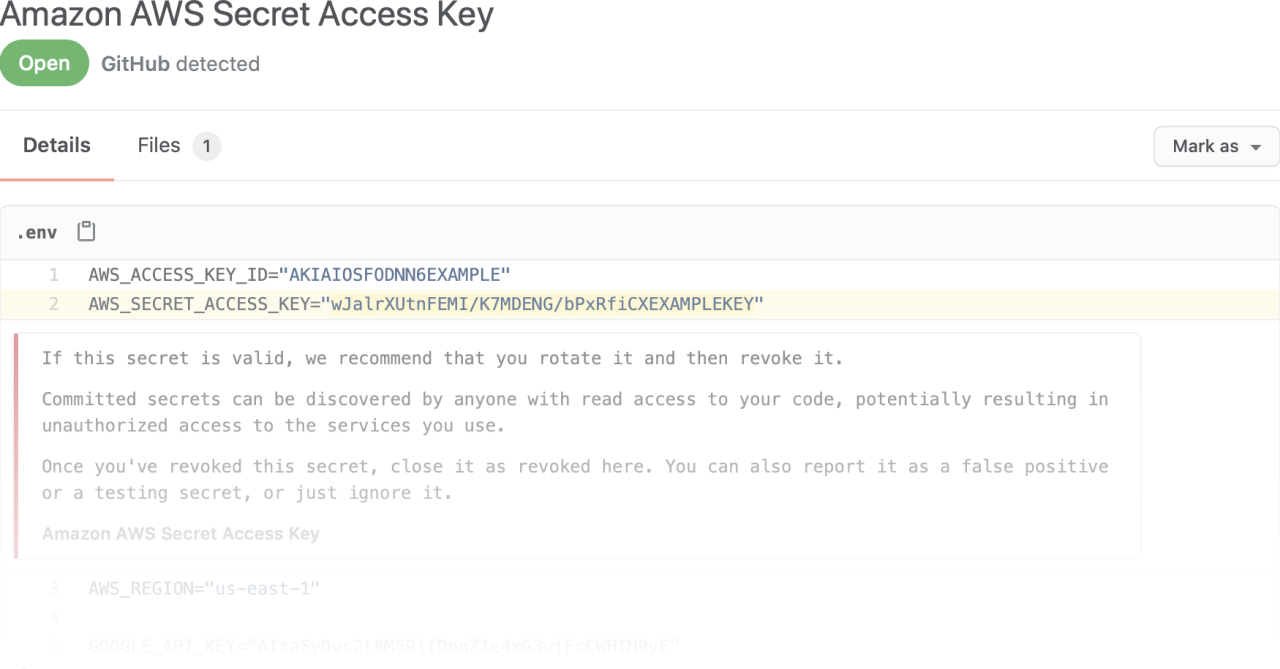 Amazon AWS Secret Access Key
Open GitHub detected
Details Files 1 Mark as
.env
1 AWS_ACCESS_KEY_ID="AKIAIOSFODNN6EXAMPLE"
2 AWS_SECRET_ACCESS_KEY="wJalrXUtnFEMI/K7MDENG/bPxRfiCXEXAMPLEKEY"
If this secret is valid, we recommend that you rotate it and then revoke it.
Committed secrets can be discovered by anyone with read access to your code, potentially resulting in
unauthorized access to the services you use.
Once you've revoked this secret, close it as revoked here. You can also report it as a false positive
or a testing secret, or just ignore it.
Amazon AWS Secret Access Key
3 AWS_REGION="us-east-1"
4
5